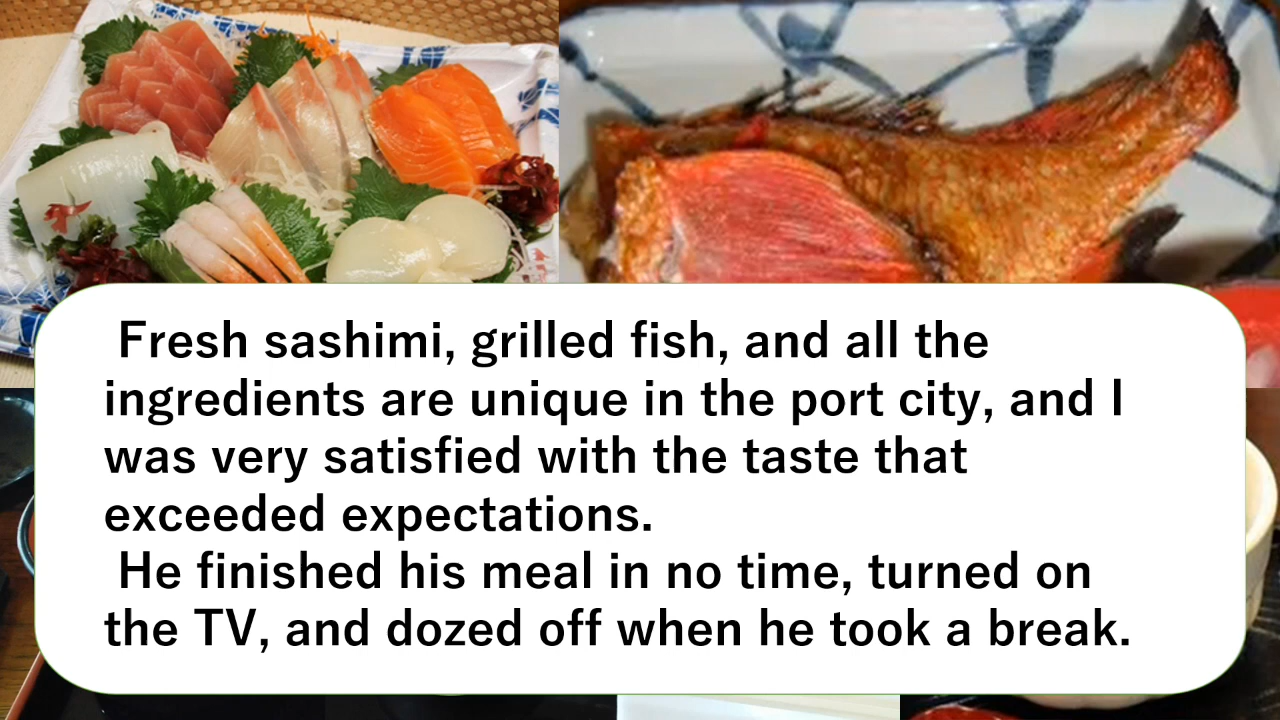 Fresh sashimi, grilled fish, and all the
ingredients are unique in the port city, and I
was very satisfied with the taste that
exceeded expectations.
He finished his meal in no time, turned on
the TV, and dozed off when he took a break.